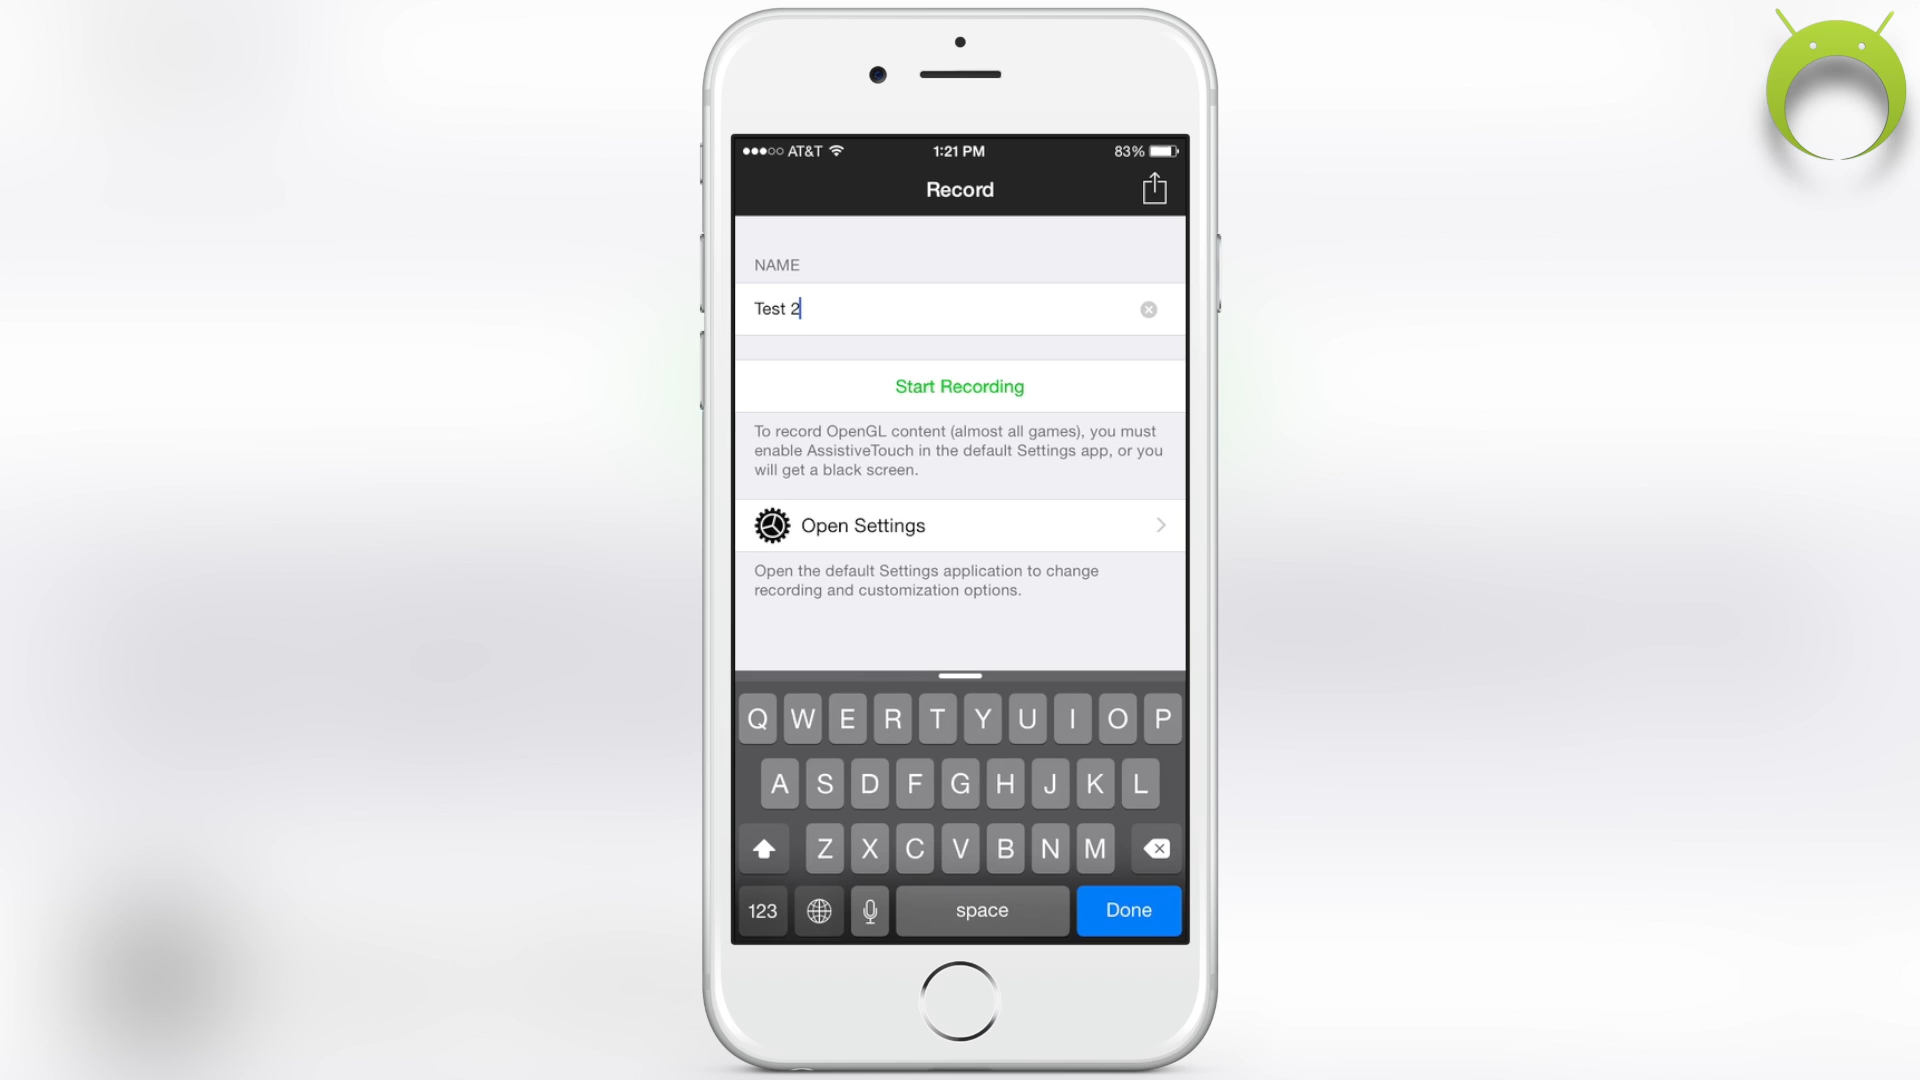 AT&T 1:21 PM 83%
Record
NAME
Test 2
Start Recording
To record OpenGL content (almost all games), you must
enable AssistiveTouch in the default Settings app, or you
will get a black screen.
Open Settings
Open the default Settings application to change
recording and customization options.
Q W E R T Y U I O P
A S D F G H J K L
Z X C V B N M
123 space Done